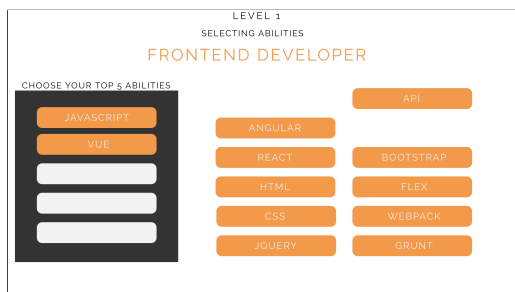 LEVEL 1
SELECTING ABILITIES
FRONTEND DEVELOPER
CHOOSE YOUR TOP 5 ABILITIES
JAVASCRIPT
VUE
API
ANGULAR
REACT
BOOTSTRAP
HTML
FLEX
CSS
WEBPACK
JQUERY
GRUNT